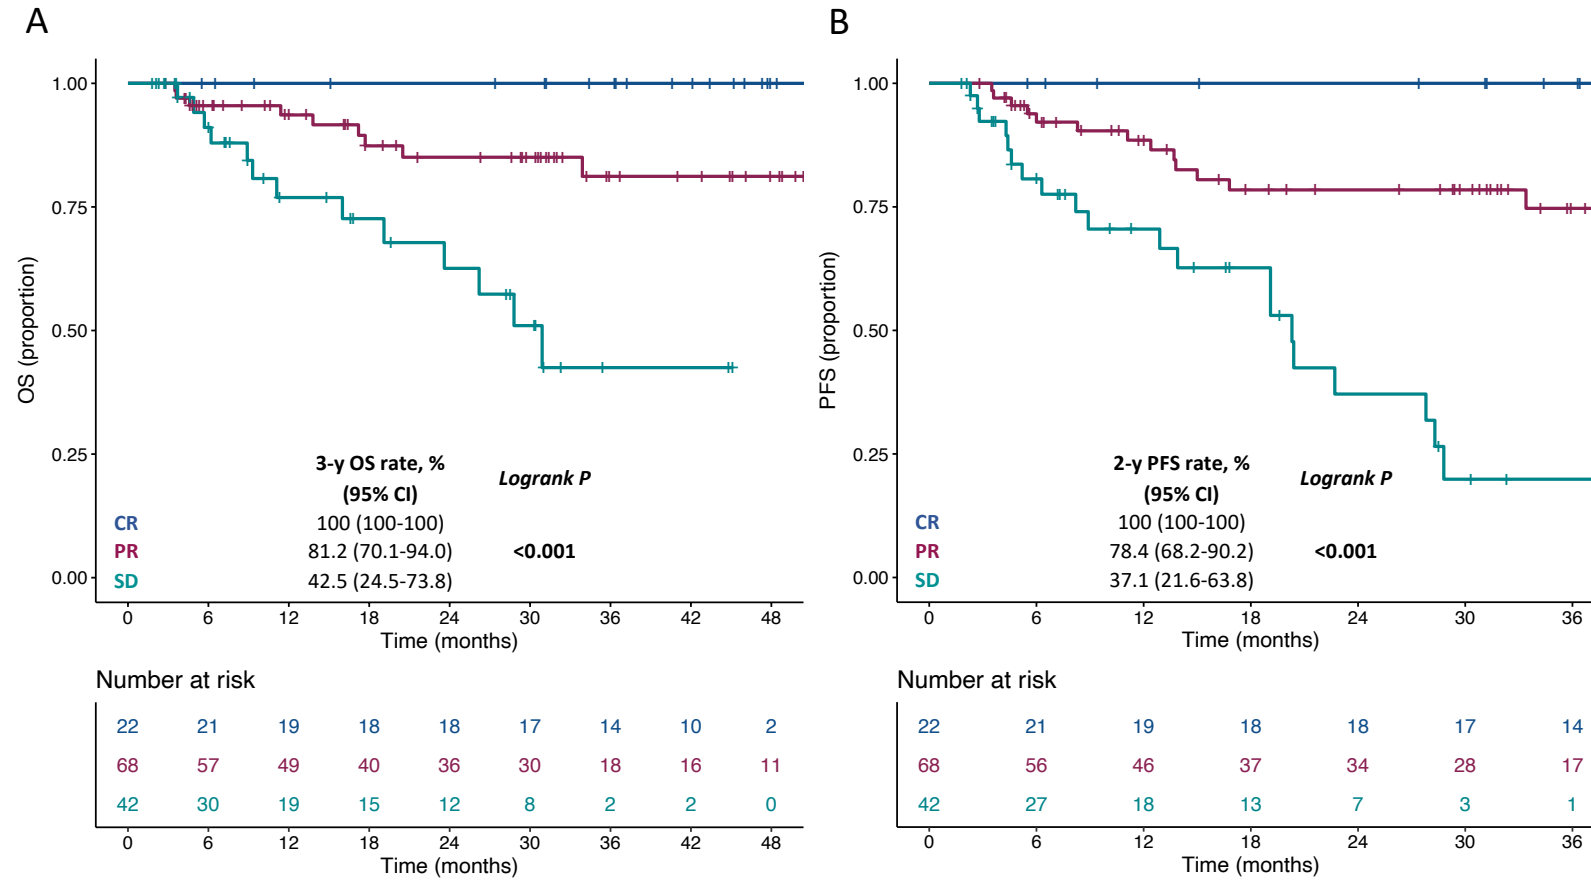 A
OS (proportion)
1.00
0.75
0.50
0.25
0.00
3-y OS rate, %
(95% CI)
Logrank P
CR 100 (100-100)
PR 81.2 (70.1-94.0) <0.001
SD 42.5 (24.5-73.8)
0 6 12 18 24 30 36 42 48
Time (months)
Number at risk
22 21 19 18 18 17 14 10 2
68 57 49 40 36 30 18 16 11
42 30 19 15 12 8 2 2 0
0 6 12 18 24 30 36 42 48
Time (months)
B
PFS (proportion)
1.00
0.75
0.50
0.25
0.00
2-y PFS rate, %
(95% CI)
Logrank P
CR 100 (100-100)
PR 78.4 (68.2-90.2) <0.001
SD 37.1 (21.6-63.8)
0 6 12 18 24 30 36
Time (months)
Number at risk
22 21 19 18 18 17 14
68 56 46 37 34 28 17
42 27 18 13 7 3 1
0 6 12 18 24 30 36
Time (months)